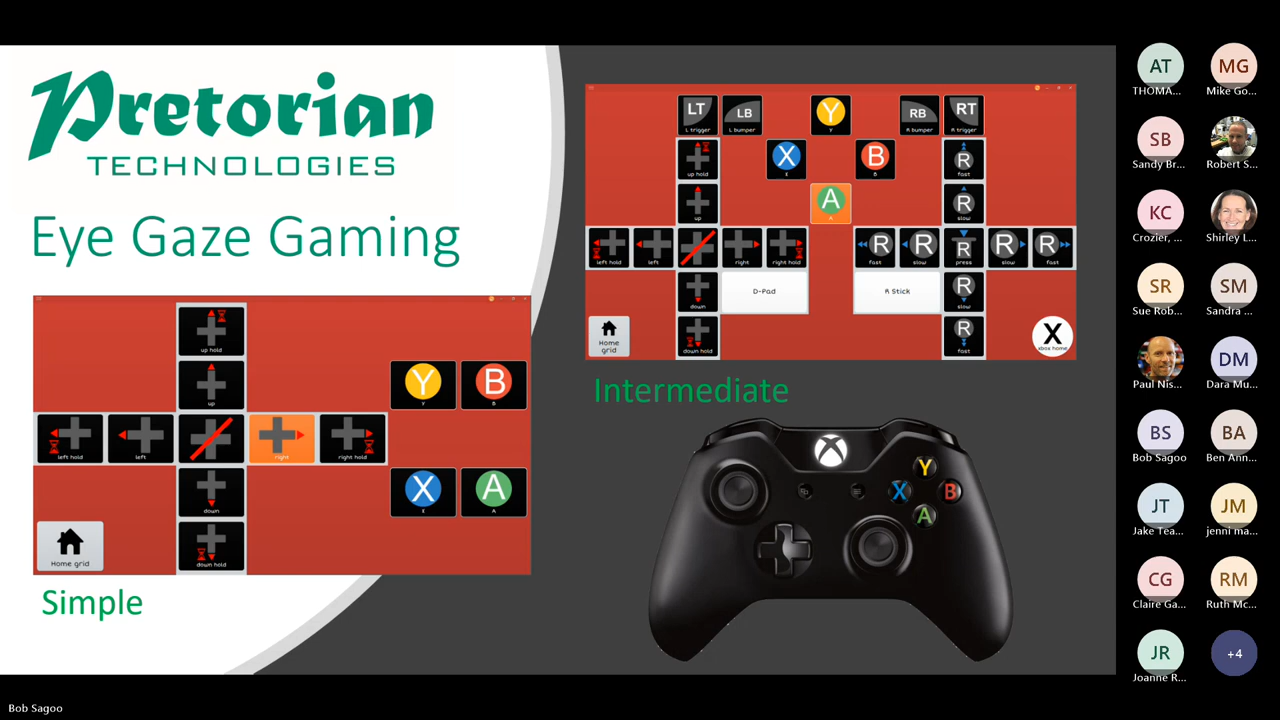 Pretorian
TECHNOLOGIES
Eye Gaze Gaming
up hold
up
Y
Y
B
B
left hold
left
right
right hold
down
X
X
A
A
Home grid
down hold
Simple
LT
L trigger
LB
L bumper
Y
Y
RB
R bumper
RT
R trigger
up hold
X
X
B
B
R
fast
up
A
A
R
slow
left hold
left
right
right hold
R
fast
R
slow
R
press
R
slow
R
fast
down
D-Pad
R Stick
R
slow
Home
grid
down hold
R
fast
X
xbox home
Intermediate
Y
X
B
A
AT
THOMA...
MG
Mike Go...
SB
Sandy Br...
Robert S...
KC
Crozier, ...
Shirley L...
SR
Sue Rob...
SM
Sandra ...
Paul Nis...
DM
Dara Mu...
BS
Bob Sagoo
BA
Ben Ann...
JT
Jake Tea...
JM
jenni ma...
CG
Claire Ga...
RM
Ruth Mc...
JR
Joanne R...
+4
Bob Sagoo